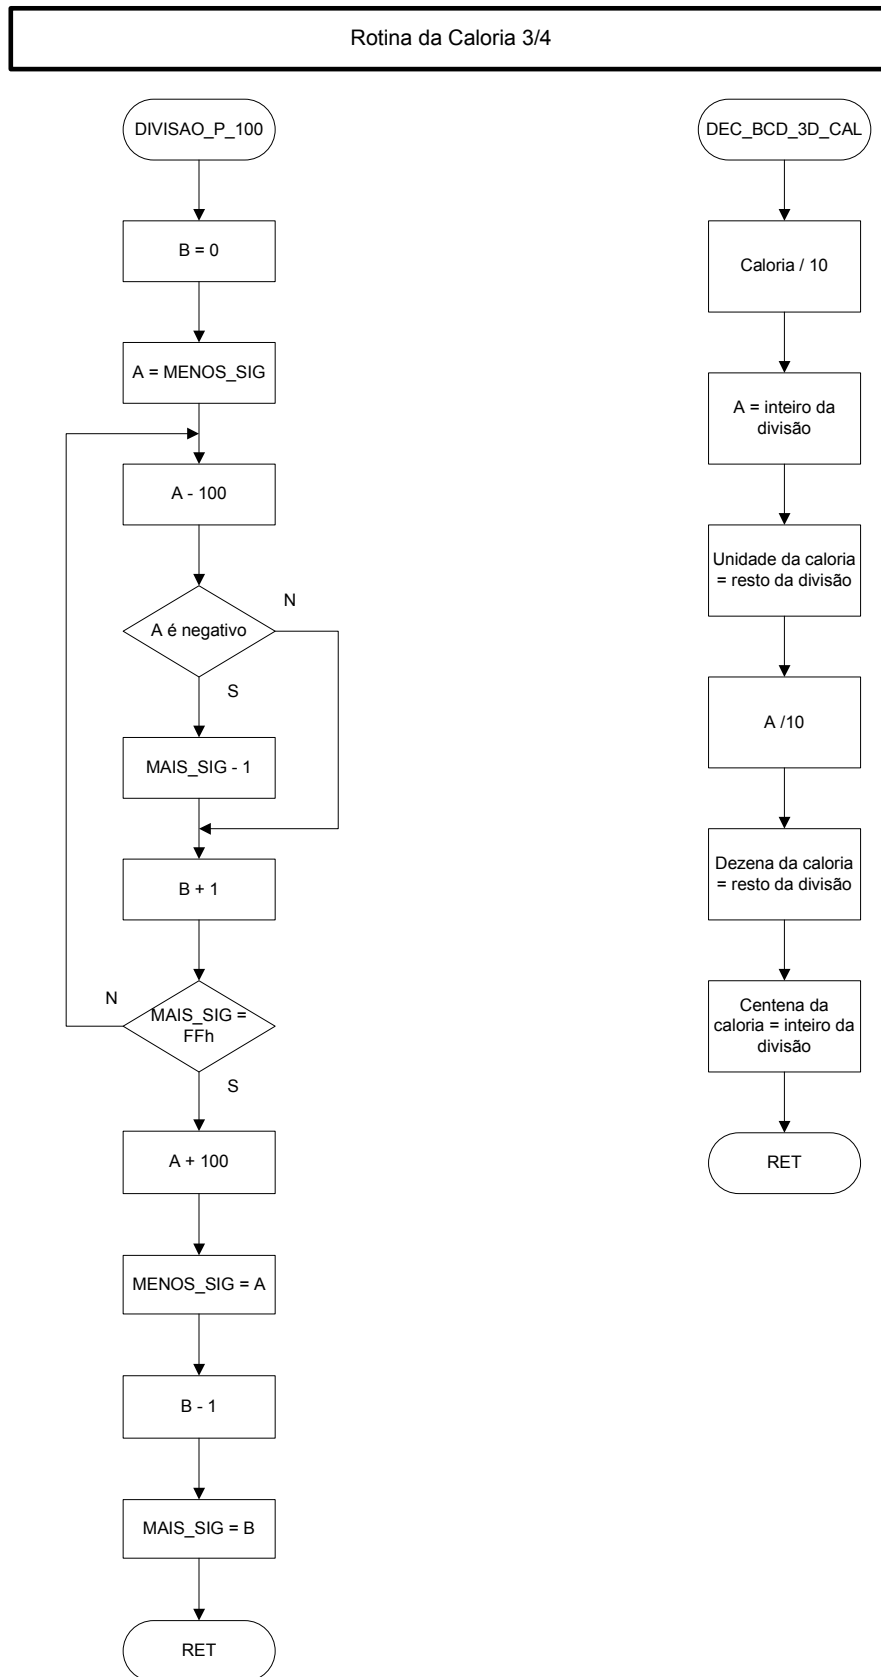 Rotina da Caloria 3/4
DIVISAO_P_100
B = 0
A = MENOS_SIG
A - 100
A é negativo
N
S
MAIS_SIG - 1
B + 1
MAIS_SIG =
FFh
N
S
A + 100
MENOS_SIG = A
B - 1
MAIS_SIG = B
RET
DEC_BCD_3D_CAL
Caloria / 10
A = inteiro da
divisão
Unidade da caloria
= resto da divisão
A /10
Dezena da caloria
= resto da divisão
Centena da
caloria = inteiro da
divisão
RET